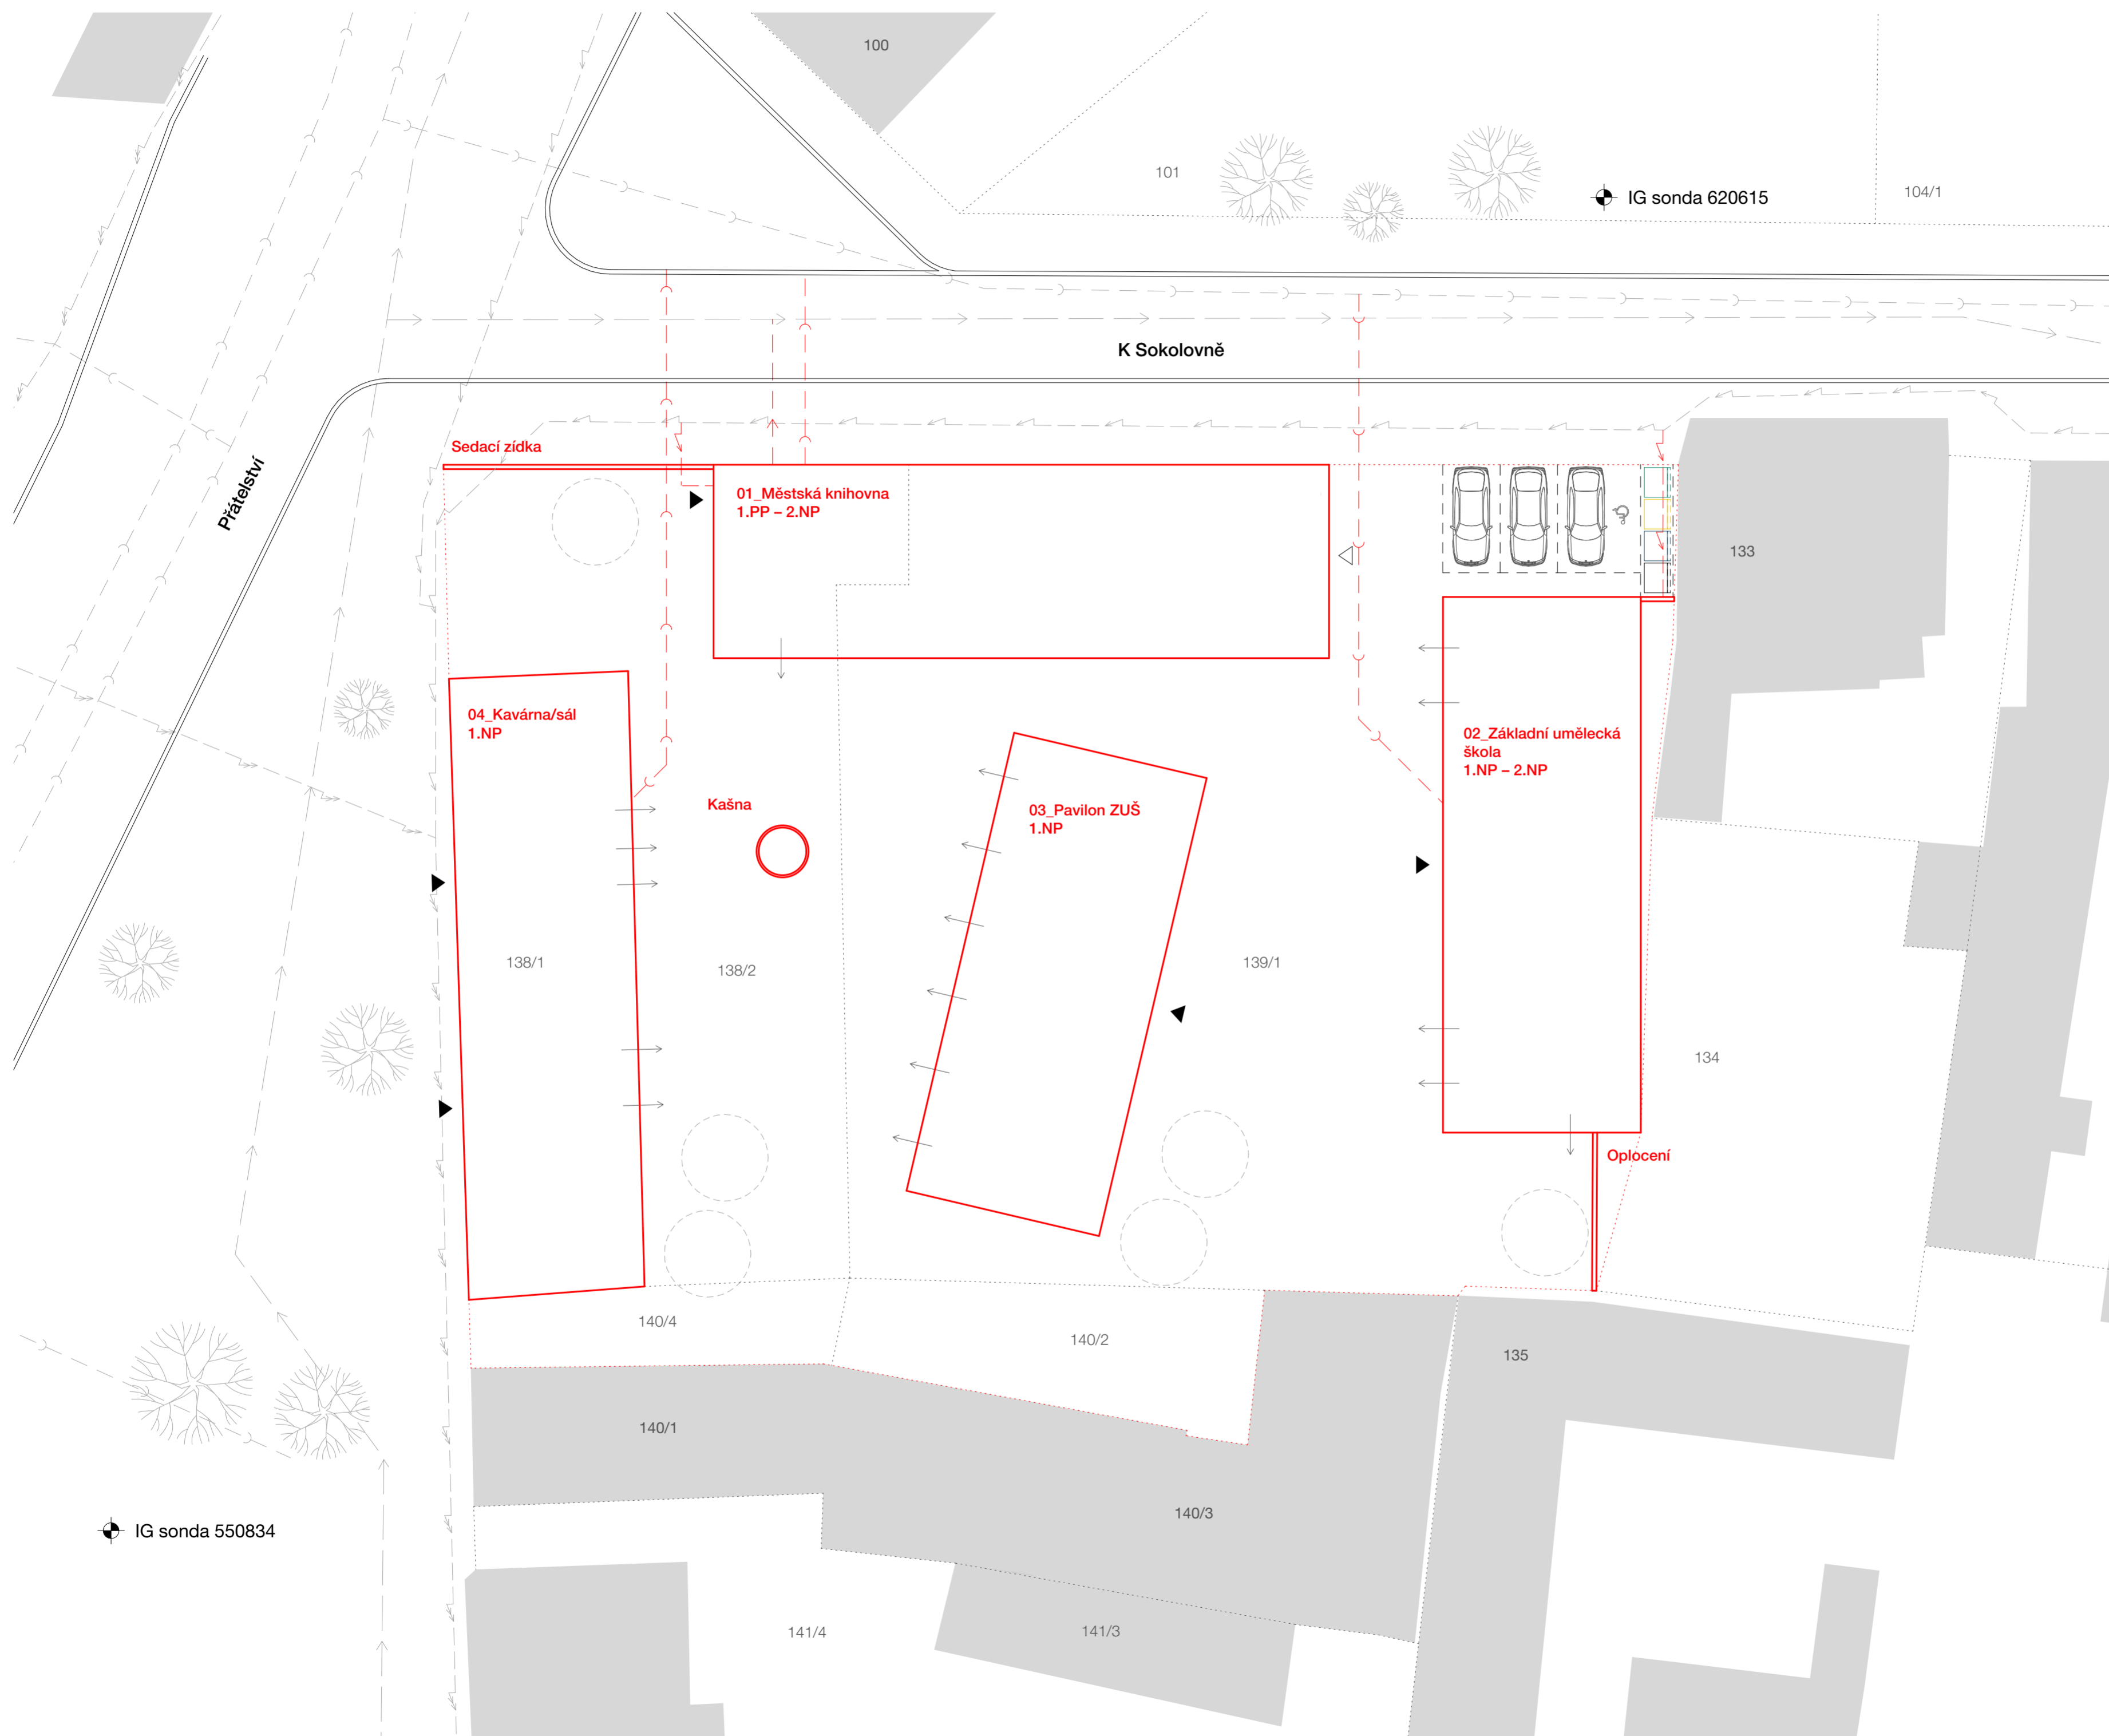 100
101
IG sonda 620615
104/1
K Sokolovně
Přátelství
Sedací zídka
01_Městská knihovna
1.PP – 2.NP
133
04_Kavárna/sál
1.NP
02_Základní umělecká
škola
1.NP – 2.NP
Kašna
03_Pavilon ZUŠ
1.NP
138/1
138/2
139/1
134
Oplocení
140/4
140/2
135
140/1
140/3
IG sonda 550834
141/4
141/3